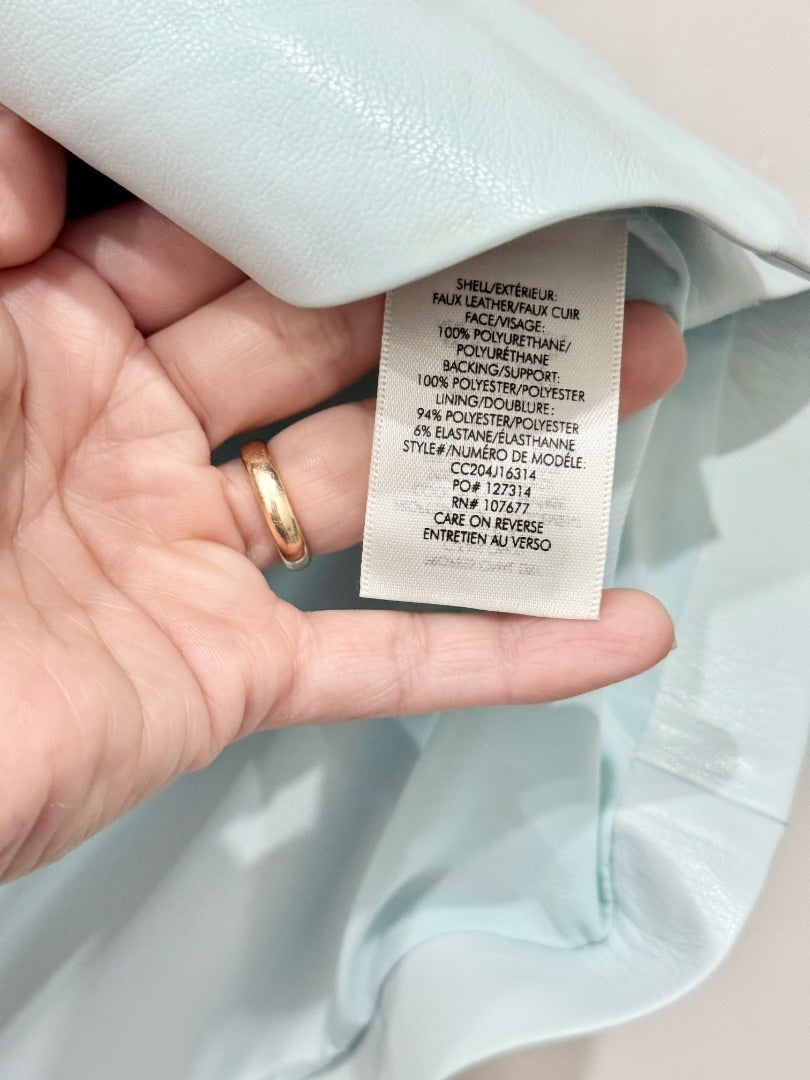 SHELL/EXTÉRIEUR:
FAUX LEATHER/FAUX CUIR
FACE/VISAGE:
100% POLYURETHANE/
POLYURÉTHANE
BACKING/SUPPORT:
100% POLYESTER/POLYESTER
LINING/DOUBLURE:
94% POLYESTER/POLYESTER
6% ELASTANE/ÉLASTHANNE
STYLE#/NUMÉRO DE MODÉLE:
CC204J16314
PO# 127314
RN# 107677
CARE ON REVERSE
ENTRETIEN AU VERSO